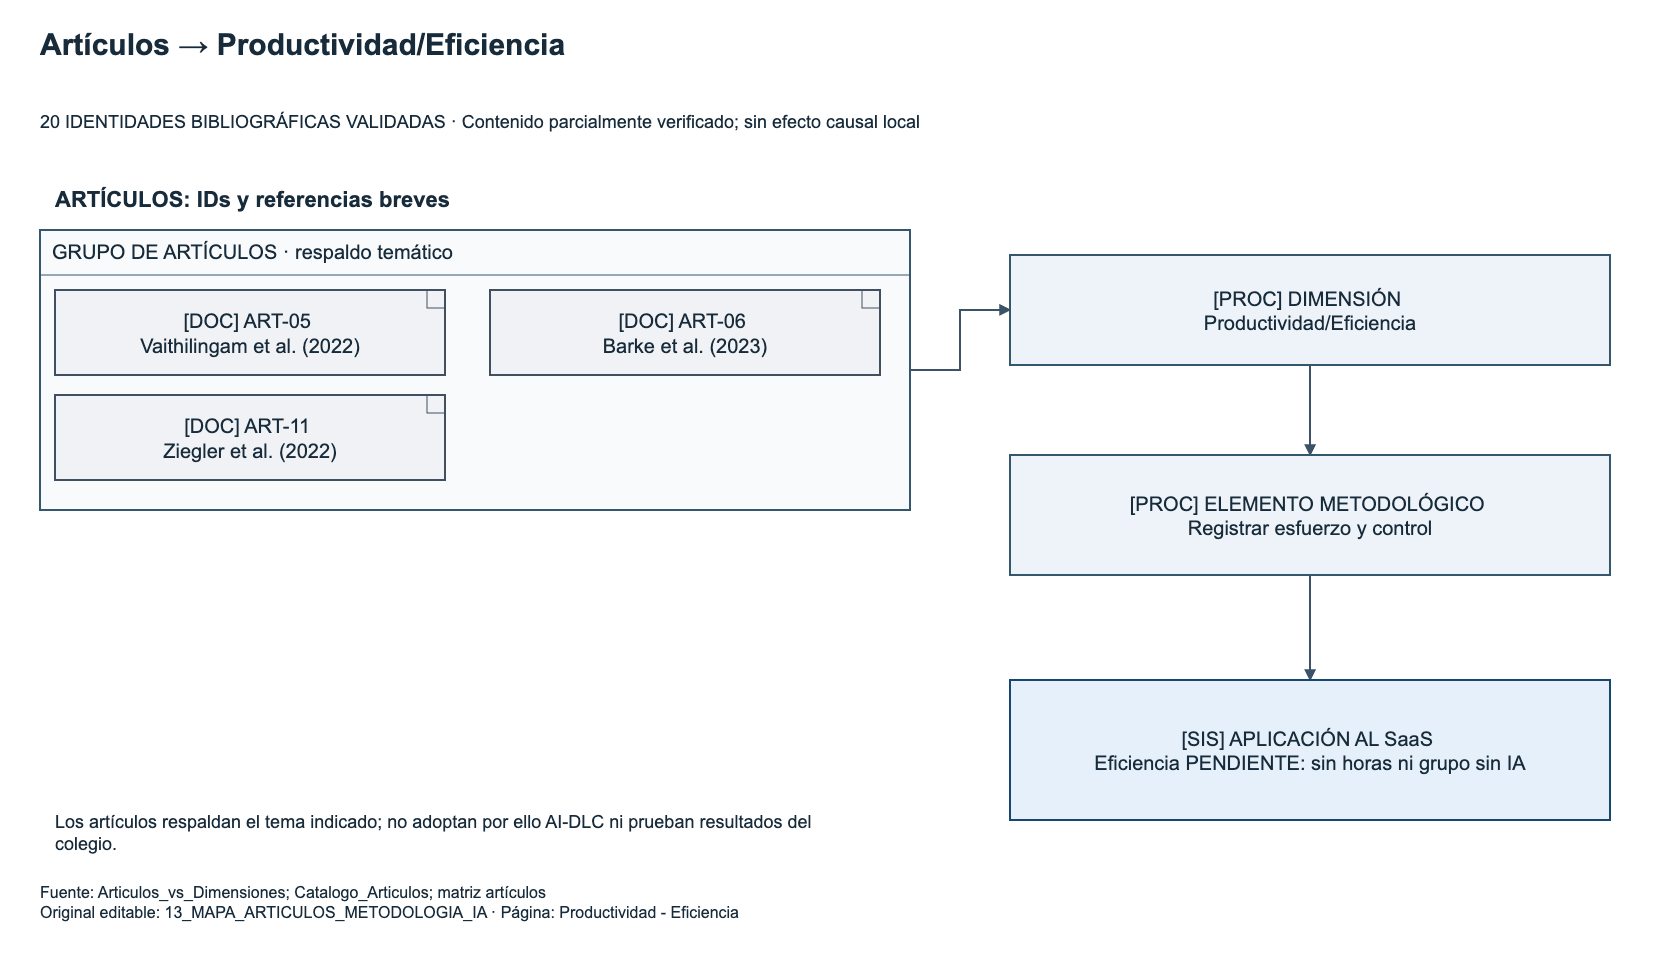 Artículos → Productividad/Eficiencia
20 IDENTIDADES BIBLIOGRÁFICAS VALIDADAS · Contenido parcialmente verificado; sin efecto causal local
ARTÍCULOS: IDs y referencias breves
GRUPO DE ARTÍCULOS · respaldo temático
[DOC] ART-05
Vaithilingam et al. (2022)
[DOC] ART-06
Barke et al. (2023)
[DOC] ART-11
Ziegler et al. (2022)
[PROC] DIMENSIÓN
Productividad/Eficiencia
[PROC] ELEMENTO METODOLÓGICO
Registrar esfuerzo y control
[SIS] APLICACIÓN AL SaaS
Eficiencia PENDIENTE: sin horas ni grupo sin IA
Los artículos respaldan el tema indicado; no adoptan por ello AI-DLC ni prueban resultados del
colegio.
Fuente: Articulos_vs_Dimensiones; Catalogo_Articulos; matriz artículos
Original editable: 13_MAPA_ARTICULOS_METODOLOGIA_IA · Página: Productividad - Eficiencia